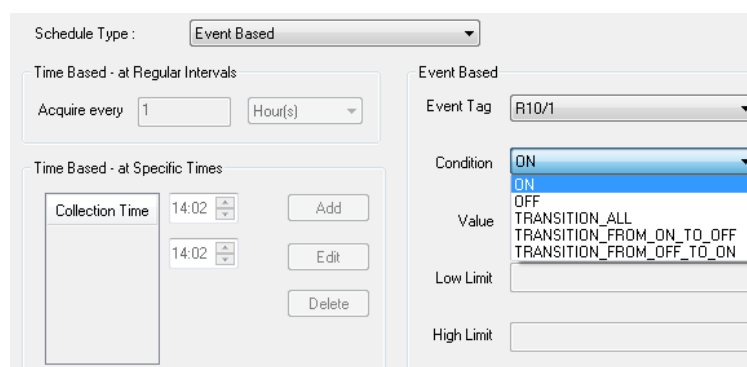 Schedule Type :
Event Based
Time Based - at Regular Intervals
Acquire every
1
Hour(s)
Time Based - at Specific Times
Collection Time
14:02
Add
14:02
Edit
Delete
Event Based
Event Tag
R10/1
Condition
ON
ON
OFF
TRANSITION_ALL
TRANSITION_FROM_ON_TO_OFF
TRANSITION_FROM_OFF_TO_ON
Value
Low Limit
High Limit